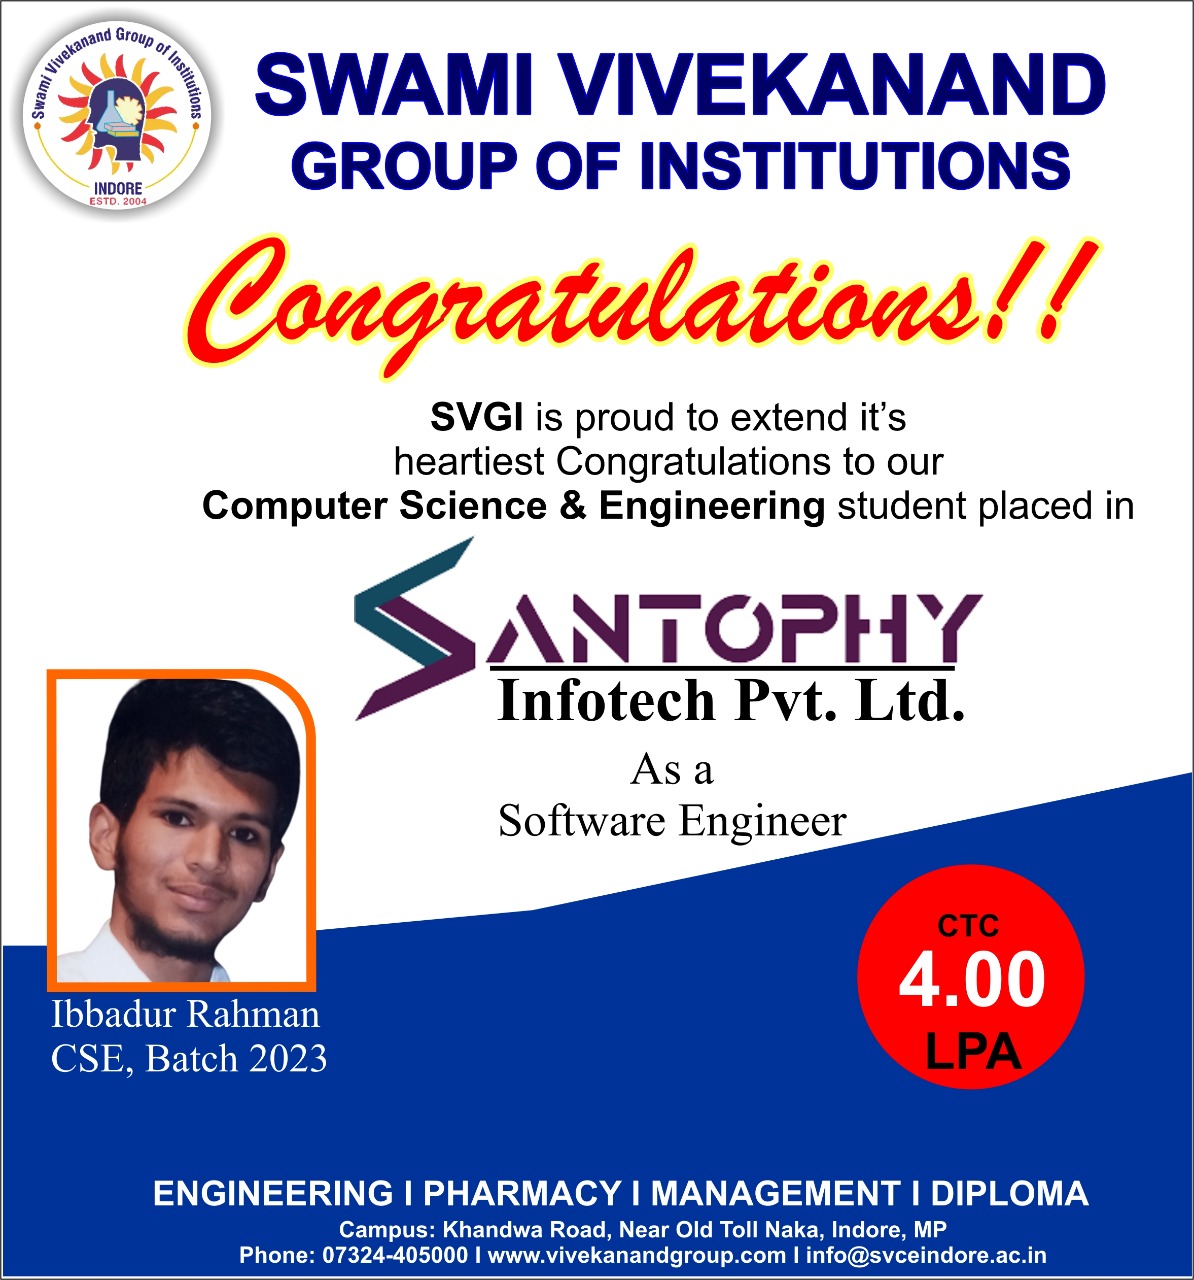 Swami Vivekanand Group of Institutions
INDORE
ESTD. 2004
SWAMI VIVEKANAND
GROUP OF INSTITUTIONS
Congratulations!!
SVGI is proud to extend it's
heartiest Congratulations to our
Computer Science & Engineering student placed in
SANTOPHY
Infotech Pvt. Ltd.
As a
Software Engineer
CTC
4.00
LPA
Ibbadur Rahman
CSE, Batch 2023
ENGINEERING I PHARMACY I MANAGEMENT I DIPLOMA
Campus: Khandwa Road, Near Old Toll Naka, Indore, MP
Phone: 07324-405000 I www.vivekanandgroup.com I info@svceindore.ac.in